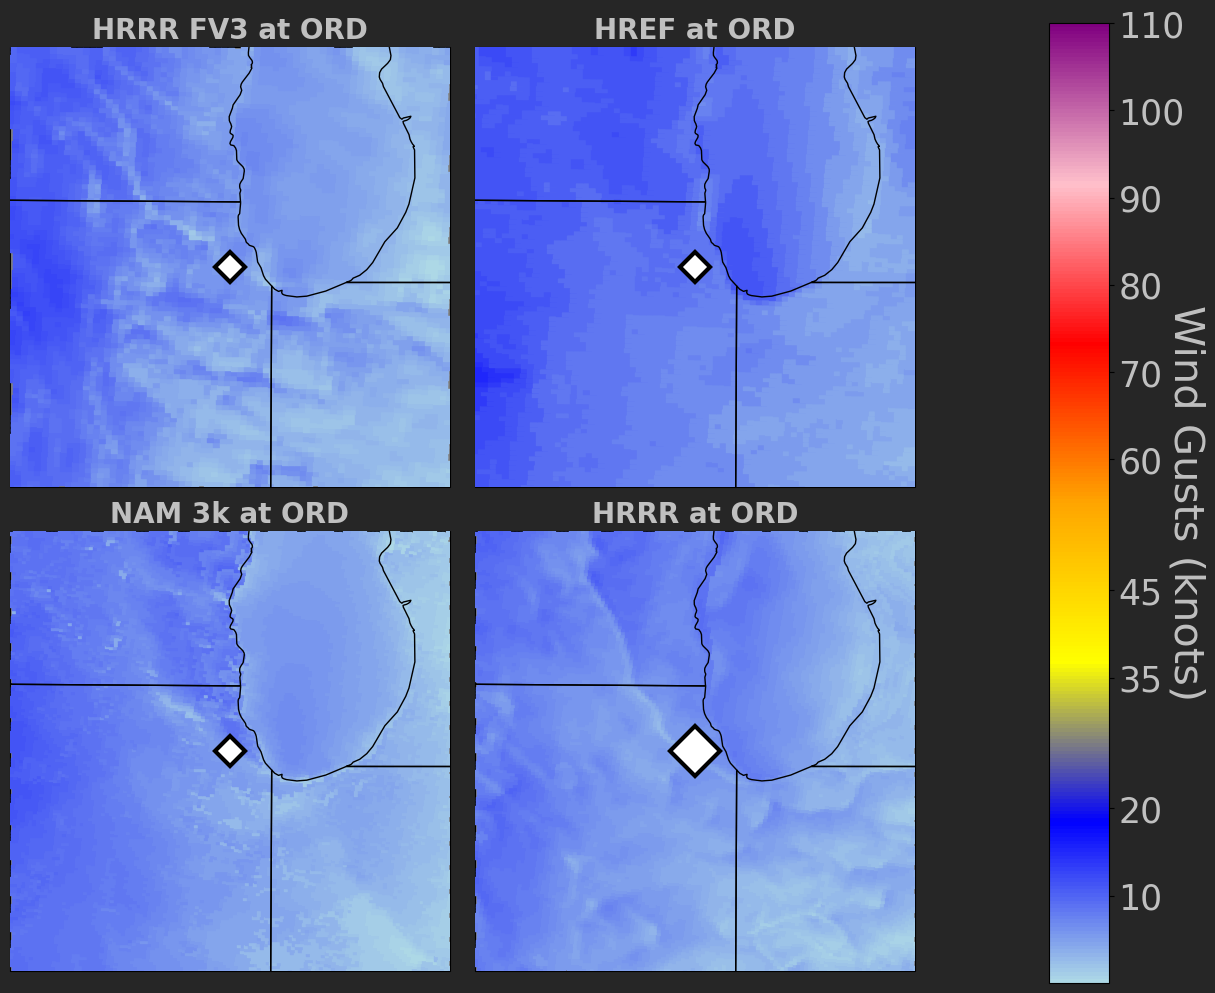 HRRR FV3 at ORD
HREF at ORD
NAM 3k at ORD
HRRR at ORD
110
100
90
80
70
60
45
35
20
10
Wind Gusts (knots)